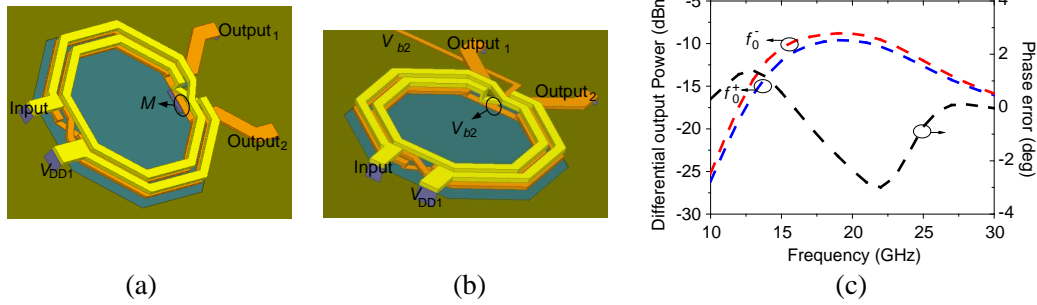 Output1
Input
M
Output2
VDD1
(a)
Vb2
Output 1
Output2
Vb2
Input
VDD1
(b)
Differential output Power (dBm
-5
-10
-15
-20
-25
-30
f0-
f0+
4
2
0
-2
-4
Phase error (deg)
10 15 20 25 30
Frequency (GHz)
(c)